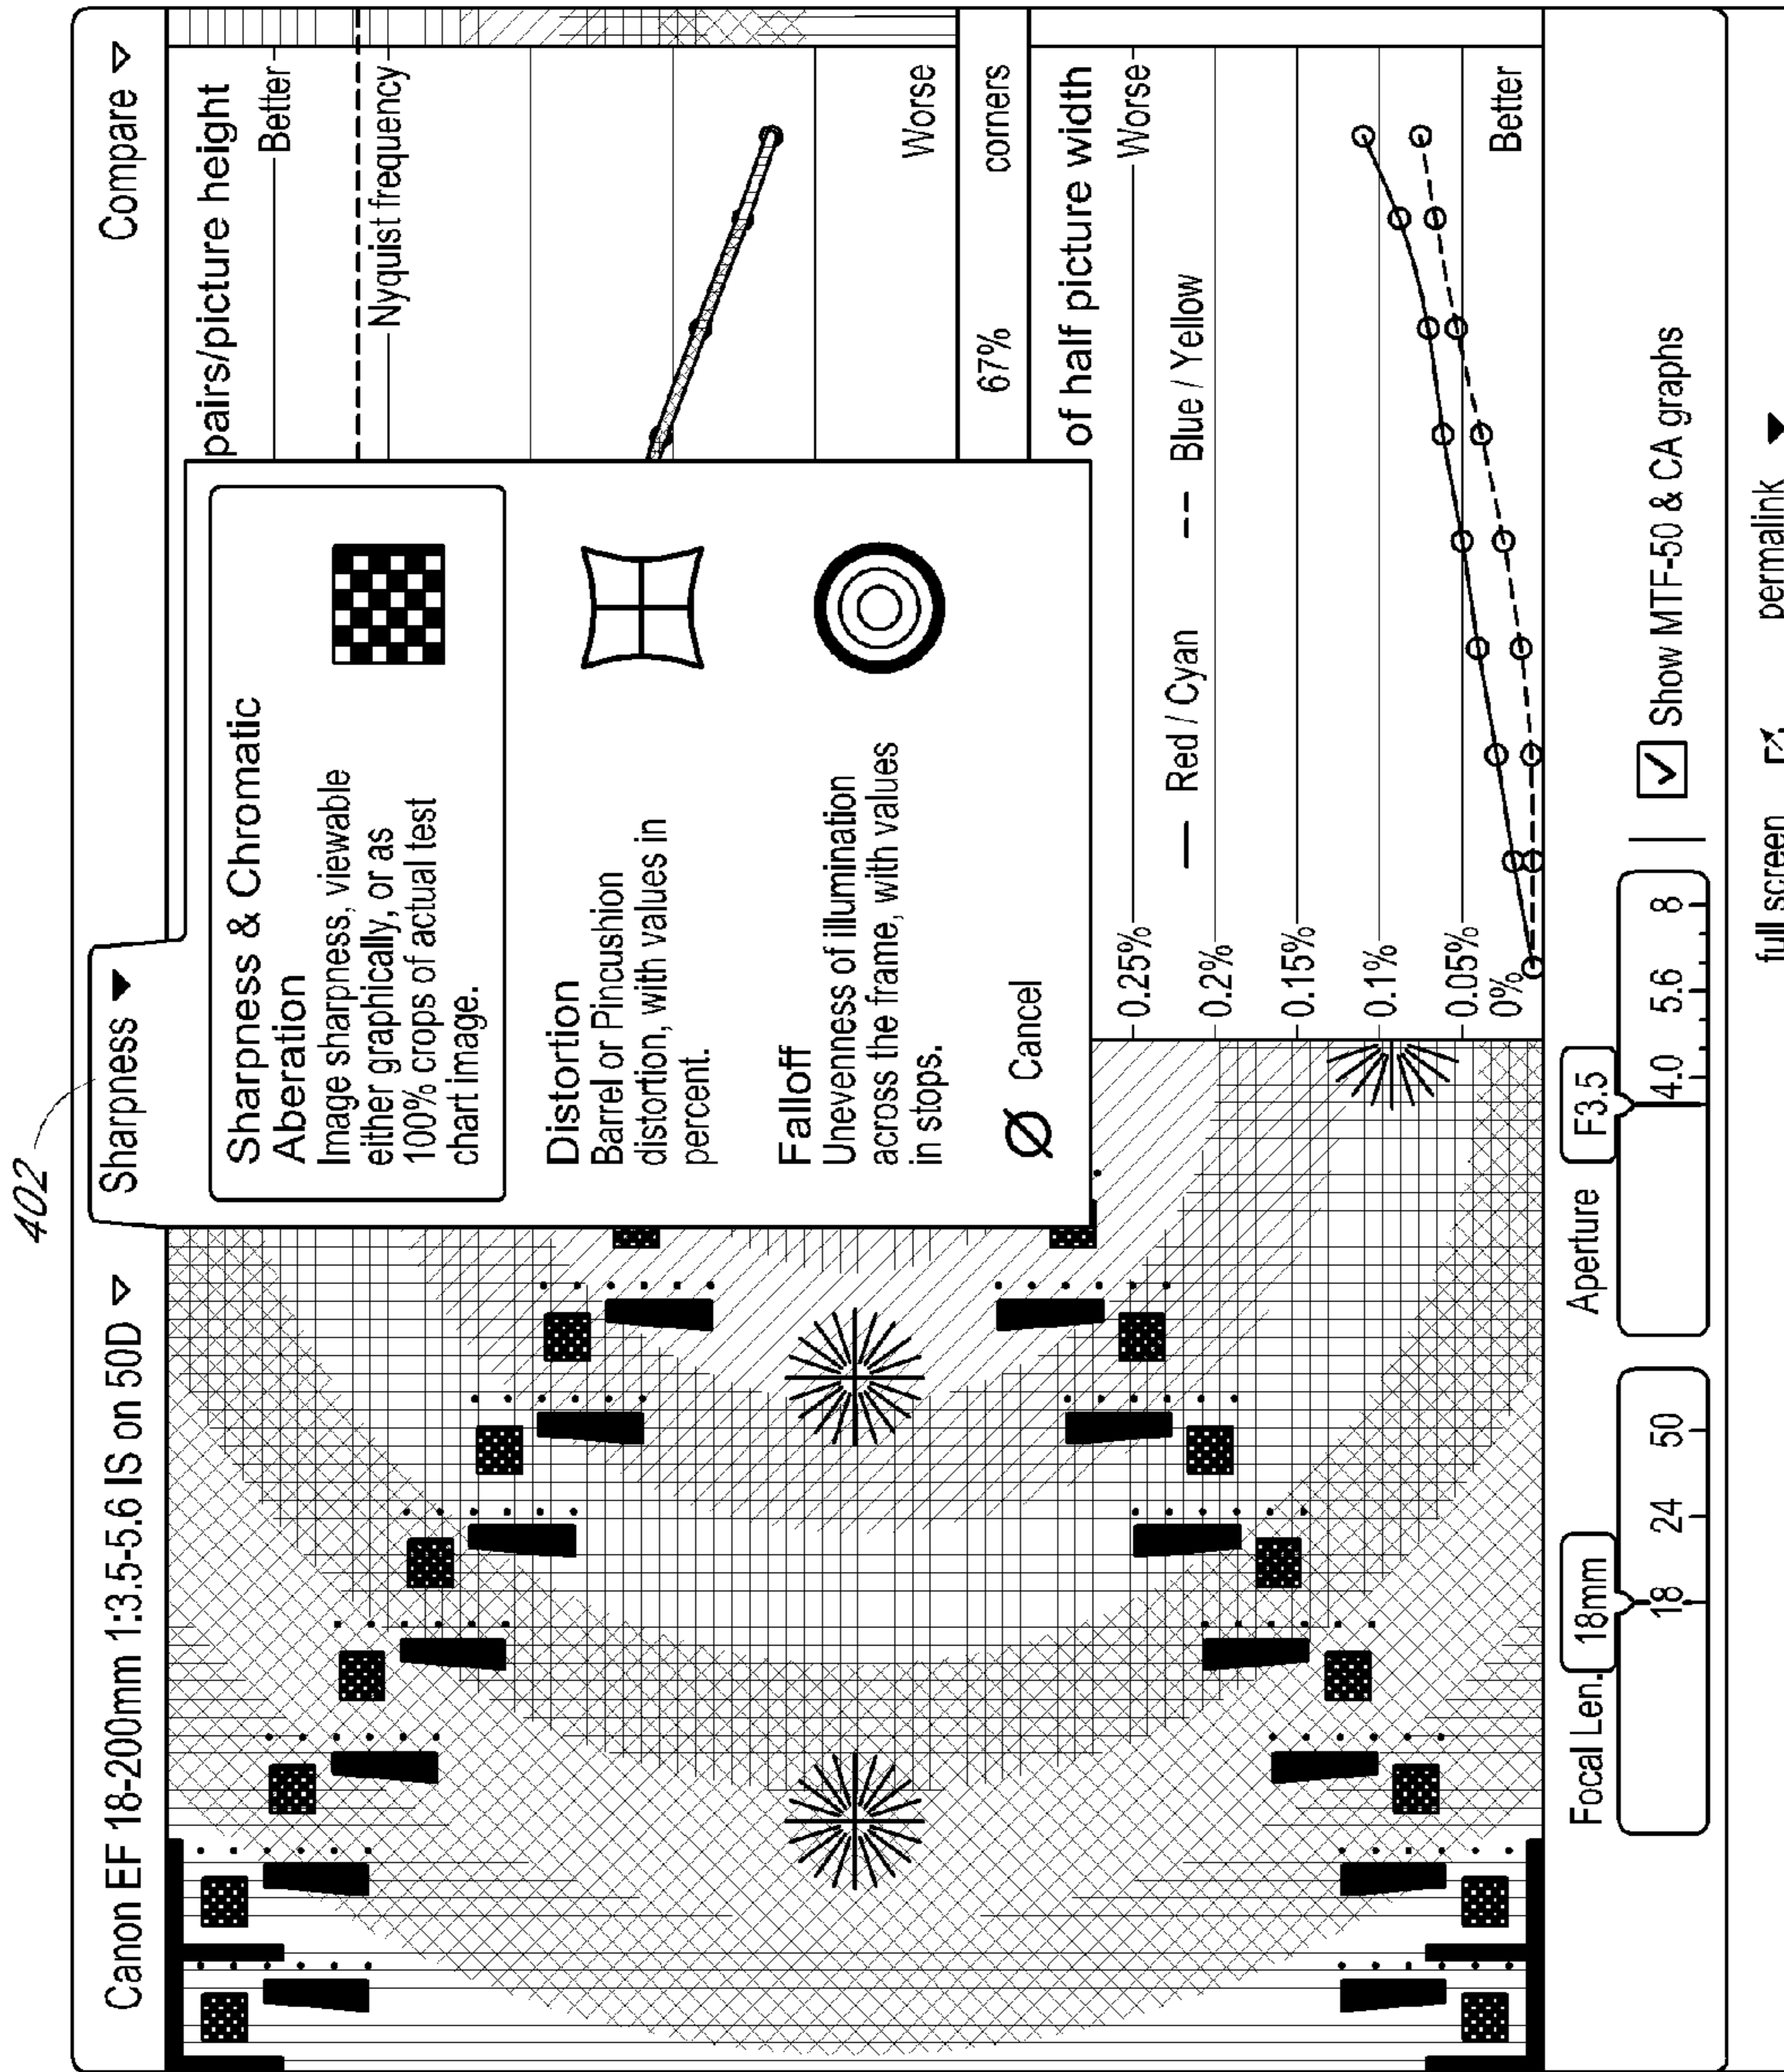 402
Canon EF 18-200mm 1:3.5-5.6 IS on 50D
Sharpness
Compare
Sharpness & Chromatic
Aberation
Image sharpness, viewable
either graphically, or as
100% crops of actual test
chart image.
Distortion
Barrel or Pincushion
distortion, with values in
percent.
Falloff
Unevenness of illumination
across the frame, with values
in stops.
Cancel
pairs/picture height
Better
Nyquist frequency
Worse
67% corners
of half picture width
0.25% Worse
Red / Cyan Blue / Yellow
0.2%
0.15%
0.1%
0.05%
0% Better
Focal Len. 18mm
18 24 50
Aperture F3.5
4.0 5.6 8
Show MTF-50 & CA graphs
full screen permalink